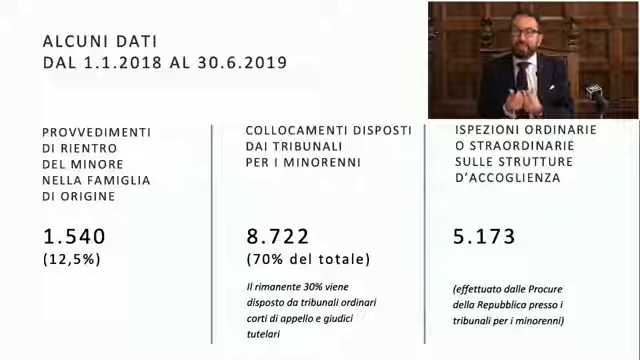 ALCUNI DATI
DAL 1.1.2018 AL 30.6.2019
PROVVEDIMENTI
DI RIENTRO
DEL MINORE
NELLA FAMIGLIA
DI ORIGINE
1.540
(12,5%)
COLLOCAMENTI DISPOSTI
DAI TRIBUNALI
PER I MINORENNI
8.722
(70% del totale)
Il rimanente 30% viene
disposto da tribunali ordinari
corti di appello e giudici
tutelari
ISPEZIONI ORDINARIE
O STRAORDINARIE
SULLE STRUTTURE
D'ACCOGLIENZA
5.173
(effettuato dalle Procure
della Repubblica presso i
tribunali per i minorenni)